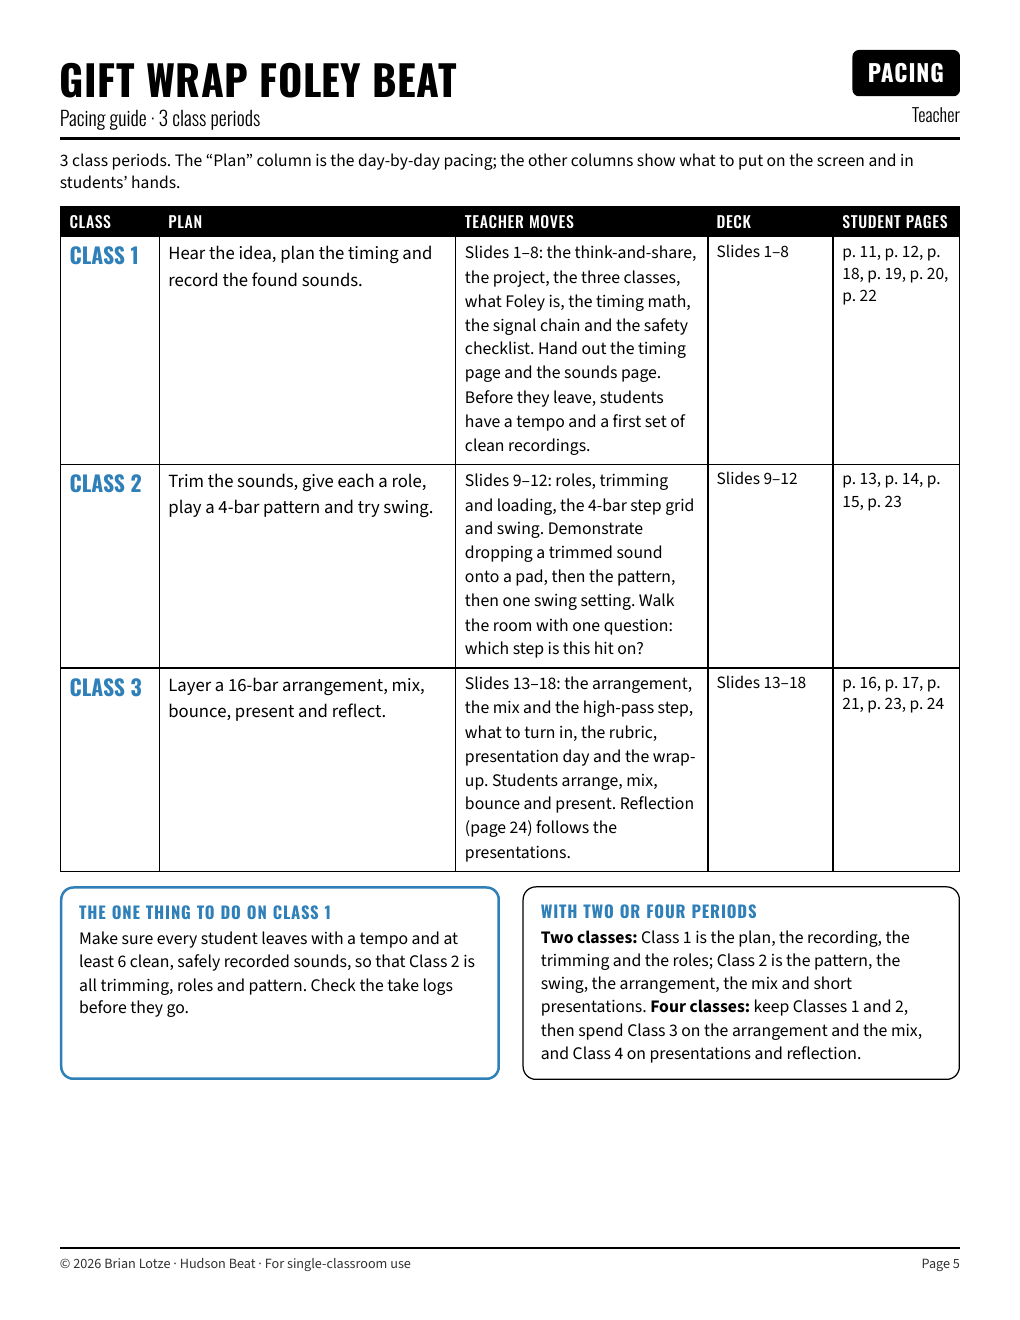 GIFT WRAP FOLEY BEAT
PACING
Pacing guide · 3 class periods
Teacher
3 class periods. The “Plan” column is the day-by-day pacing; the other columns show what to put on the screen and in
students’ hands.
CLASS PLAN TEACHER MOVES DECK STUDENT PAGES
CLASS 1
Hear the idea, plan the timing and
record the found sounds.
Slides 1–8: the think-and-share,
the project, the three classes,
what Foley is, the timing math,
the signal chain and the safety
checklist. Hand out the timing
page and the sounds page.
Before they leave, students
have a tempo and a first set of
clean recordings.
Slides 1–8
p. 11, p. 12, p.
18, p. 19, p. 20,
p. 22
CLASS 2
Trim the sounds, give each a role,
play a 4-bar pattern and try swing.
Slides 9–12: roles, trimming
and loading, the 4-bar step grid
and swing. Demonstrate
dropping a trimmed sound
onto a pad, then the pattern,
then one swing setting. Walk
the room with one question:
which step is this hit on?
Slides 9–12
p. 13, p. 14, p.
15, p. 23
CLASS 3
Layer a 16-bar arrangement, mix,
bounce, present and reflect.
Slides 13–18: the arrangement,
the mix and the high-pass step,
what to turn in, the rubric,
presentation day and the wrap-
up. Students arrange, mix,
bounce and present. Reflection
(page 24) follows the
presentations.
Slides 13–18
p. 16, p. 17, p.
21, p. 23, p. 24
THE ONE THING TO DO ON CLASS 1
Make sure every student leaves with a tempo and at
least 6 clean, safely recorded sounds, so that Class 2 is
all trimming, roles and pattern. Check the take logs
before they go.
WITH TWO OR FOUR PERIODS
Two classes: Class 1 is the plan, the recording, the
trimming and the roles; Class 2 is the pattern, the
swing, the arrangement, the mix and short
presentations. Four classes: keep Classes 1 and 2,
then spend Class 3 on the arrangement and the mix,
and Class 4 on presentations and reflection.
© 2026 Brian Lotze · Hudson Beat · For single-classroom use
Page 5